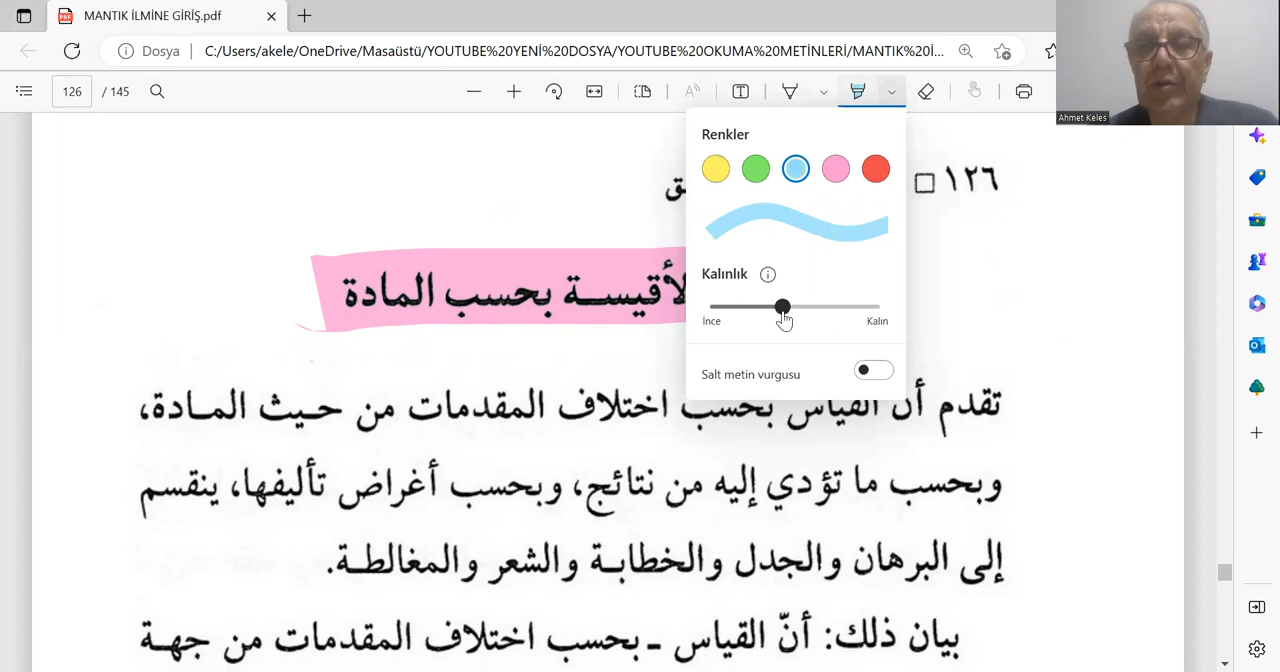 MANTIK İLMİNE GİRİŞ.pdf
Dosya
C:/Users/akele/OneDrive/Masaüstü/YOUTUBE%20YENİ%20DOSYA/YOUTUBE%20OKUMA%20METİNLERİ/MANTIK%20İ...
126 / 145
Ahmet Keles
Renkler
Kalınlık
İnce Kalın
Salt metin vurgusu
١٢٦
الأقيسة بحسب المادة
تقدم أن القياس بحسب اختلاف المقدمات من حيث المادة،
وبحسب ما تؤدي إليه من نتائج، وبحسب أغراض تأليفها، ينقسم
إلى البرهان والجدل والخطابة والشعر والمغالطة.
بيان ذلك: أنّ القياس ـ بحسب اختلاف المقدمات من جهة